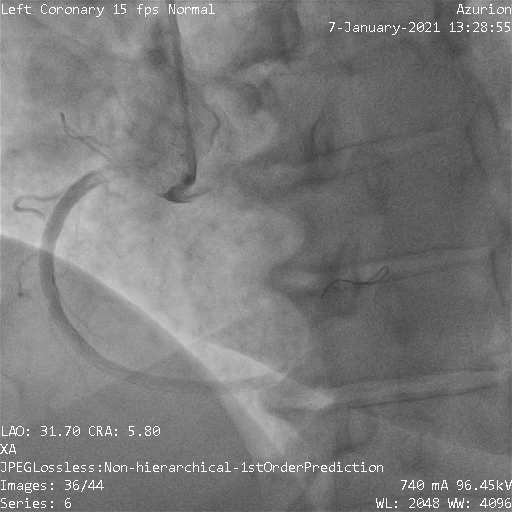 Left Coronary 15 fps Normal
Azurion
7-January-2021 13:28:55
LAO: 31.70 CRA: 5.80
XA
JPEGLossless:Non-hierarchical-1stOrderPrediction
Images: 36/44
740 mA 96.45kV
Series: 6
WL: 2048 WW: 4096